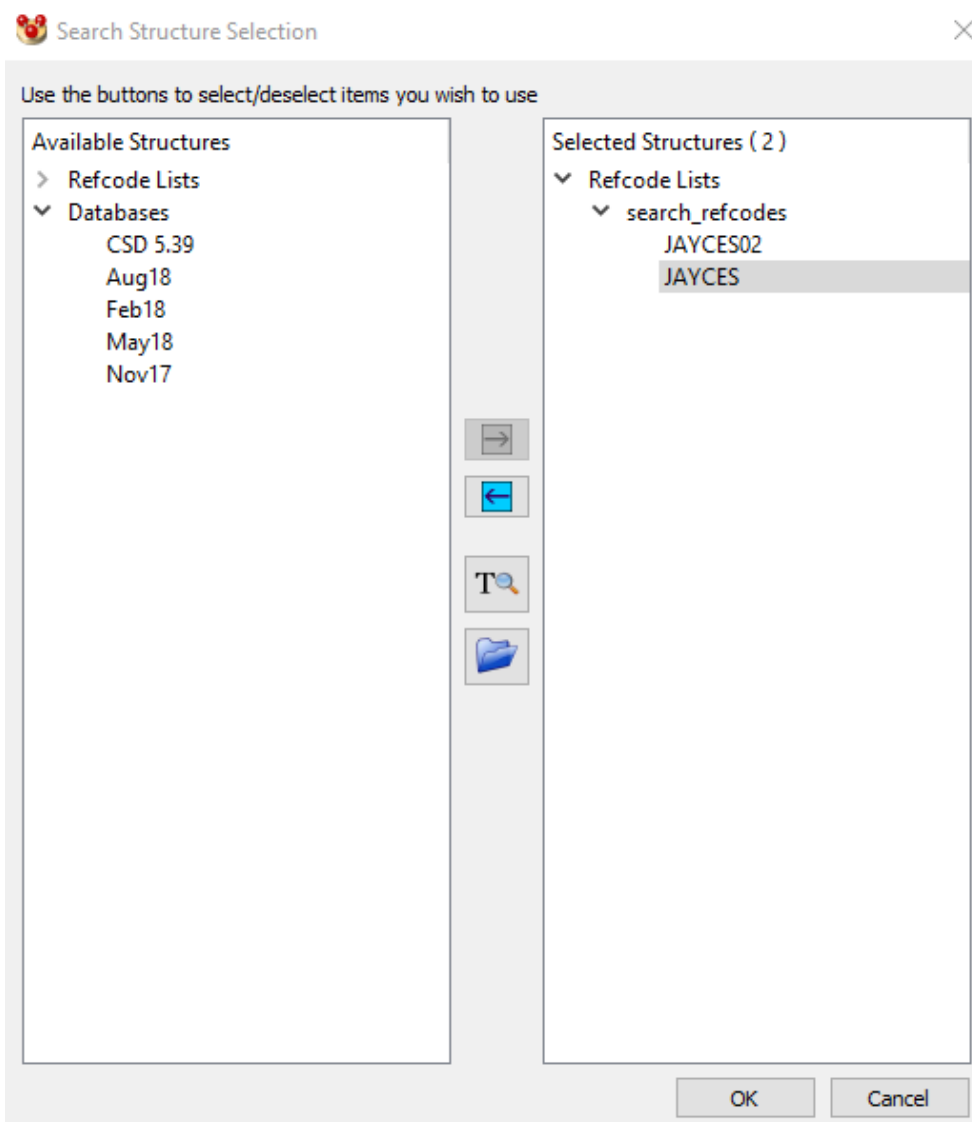 Search Structure Selection
Use the buttons to select/deselect items you wish to use
Available Structures
Refcode Lists
Databases
CSD 5.39
Aug18
Feb18
May18
Nov17
T
Selected Structures ( 2 )
Refcode Lists
search_refcodes
JAYCES02
JAYCES
OK
Cancel